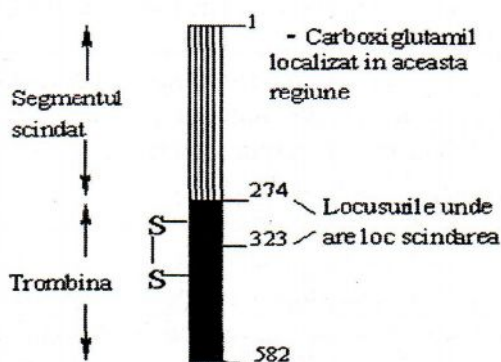 1
- Carboxiglutamil
localizat in aceasta
regiune
Segmentul
scindat
274
Locusurile unde
are loc scindarea
S
323
S
Trombina
582